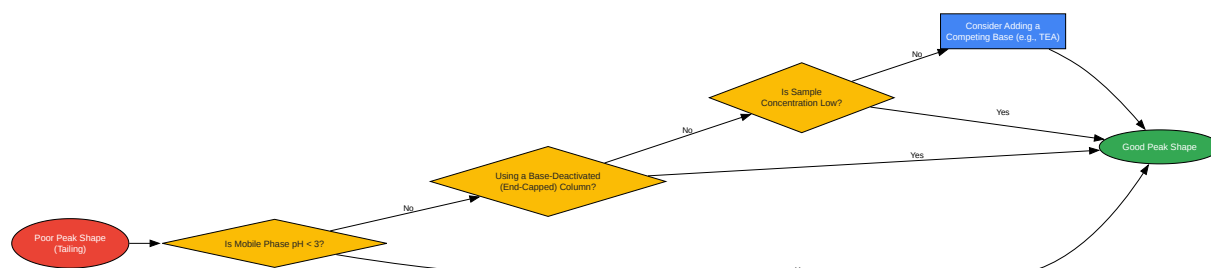 Consider Adding a
Competing Base (e.g., TEA)
No
Is Sample
Concentration Low?
Yes
No
Good Peak Shape
Yes
Using a Base-Deactivated
(End-Capped) Column?
No
Poor Peak Shape
(Tailing)
Is Mobile Phase pH < 3?